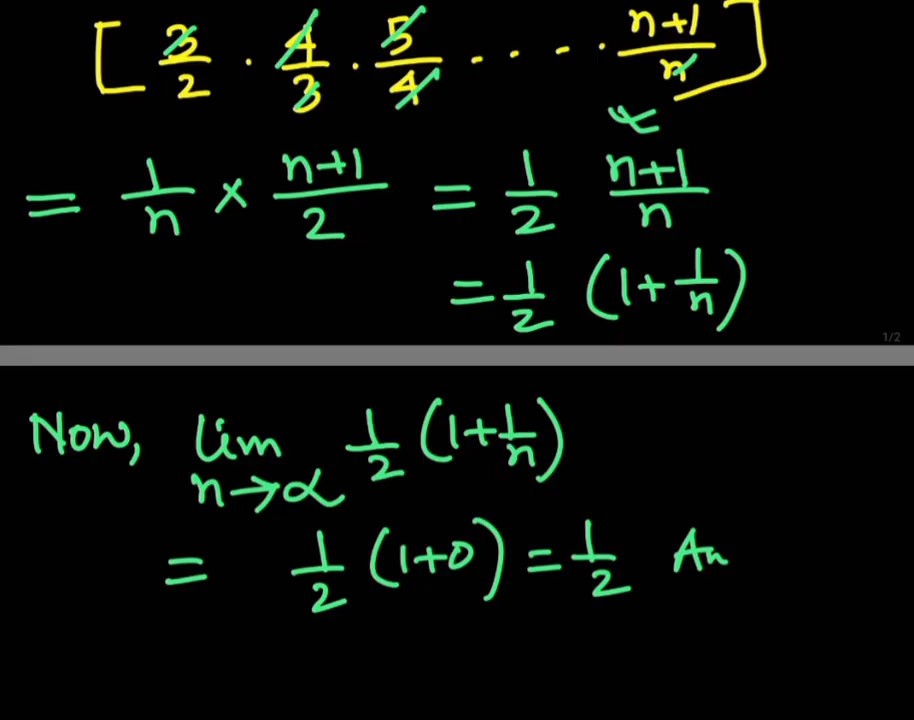 [ 3/2 · 4/3 · 5/4 · · · · · n+1/n ]
= 1/n × n+1/2 = 1/2 n+1/n
= 1/2 (1+1/n)
1/2
Now, lim n→∝ 1/2 (1+1/n)
= 1/2 (1+0) = 1/2 An